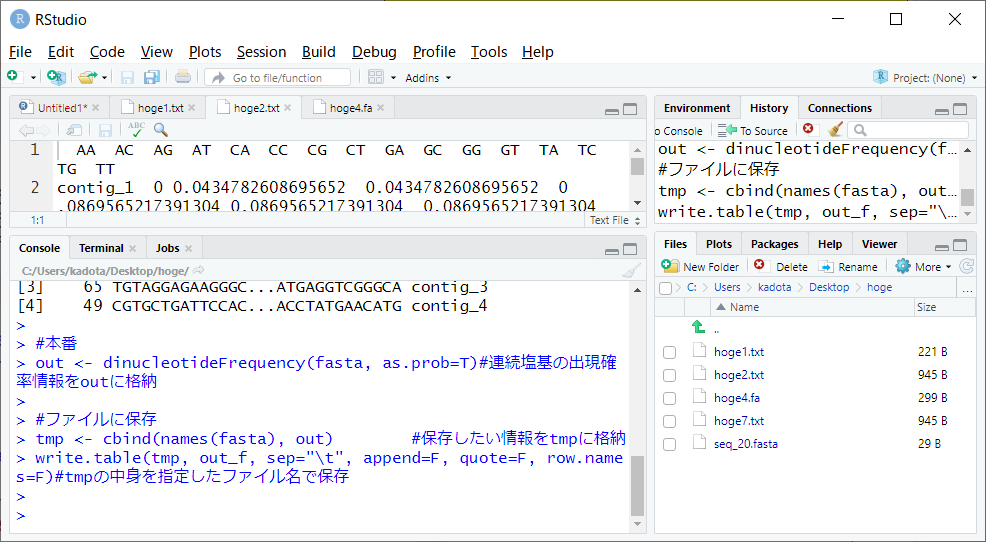 RStudio
File Edit Code View Plots Session Build Debug Profile Tools Help
Go to file/function Addins Project: (None)
Untitled1* hoge1.txt hoge2.txt hoge4.fa
ABC
1 AA AC AG AT CA CC CG CT GA GC GG GT TA TC
TG TT
2 contig_1 0 0.0434782608695652 0.0434782608695652 0
.0869565217391304 0.0869565217391304 0.0869565217391304
1:1 Text File
Console Terminal Jobs
C:/Users/kadota/Desktop/hoge/
[3] 65 TGTAGGAGAAGGGC...ATGAGGTCGGGCA contig_3
[4] 49 CGTGCTGATTCCAC...ACCTATGAACATG contig_4
>
> #本番
> out <- dinucleotideFrequency(fasta, as.prob=T)#連続塩基の出現確
率情報をoutに格納
>
> #ファイルに保存
> tmp <- cbind(names(fasta), out) #保存したい情報をtmpに格納
> write.table(tmp, out_f, sep="\t", append=F, quote=F, row.name
s=F)#tmpの中身を指定したファイル名で保存
>
>
Environment History Connections
o Console To Source
out <- dinucleotideFrequency(f...
#ファイルに保存
tmp <- cbind(names(fasta), out...
write.table(tmp, out_f, sep="\...
Files Plots Packages Help Viewer
New Folder Delete Rename More
C: Users kadota Desktop hoge ...
Name Size
..
hoge1.txt 221 B
hoge2.txt 945 B
hoge4.fa 299 B
hoge7.txt 945 B
seq_20.fasta 29 B